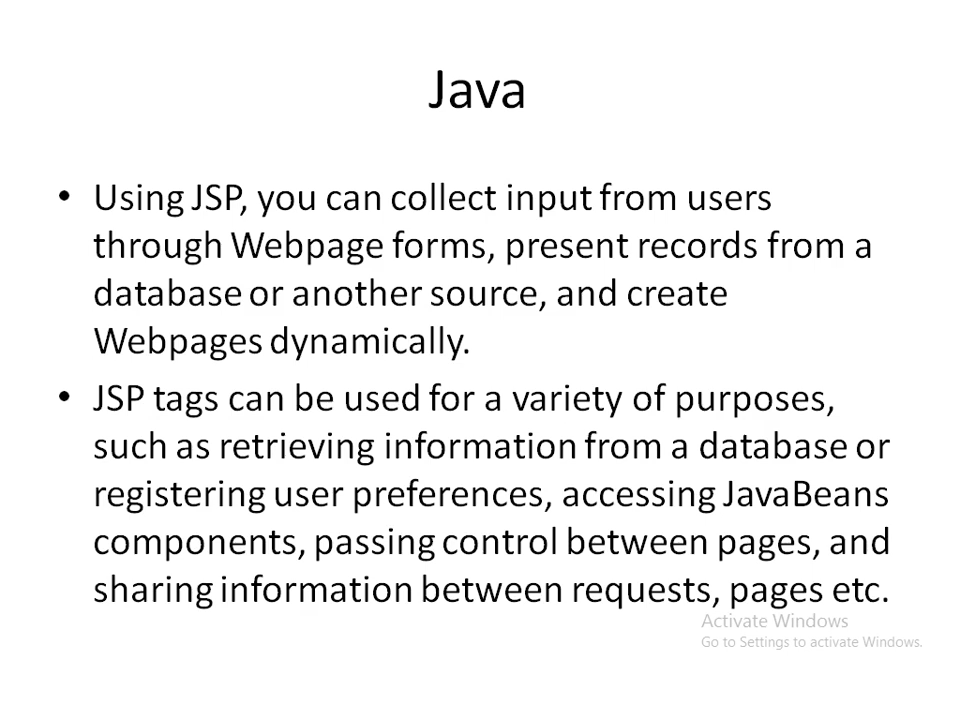 Java
• Using JSP, you can collect input from users
through Webpage forms, present records from a
database or another source, and create
Webpages dynamically.
• JSP tags can be used for a variety of purposes,
such as retrieving information from a database or
registering user preferences, accessing JavaBeans
components, passing control between pages, and
sharing information between requests, pages etc.
Activate Windows
Go to Settings to activate Windows.